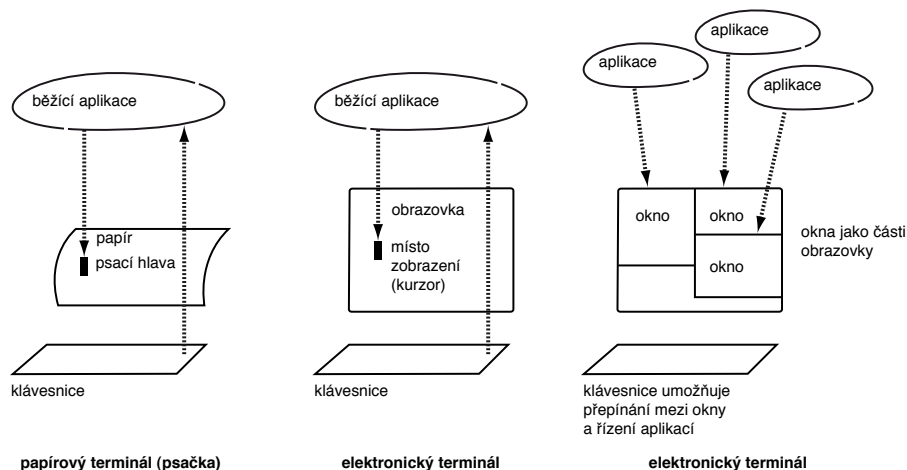 běžící aplikace
papír
psací hlava
klávesnice
papírový terminál (psačka)
běžící aplikace
obrazovka
místo
zobrazení
(kurzor)
klávesnice
elektronický terminál
aplikace
aplikace
aplikace
okno
okno
okno
okna jako části
obrazovky
klávesnice umožňuje
přepínání mezi okny
a řízení aplikací
elektronický terminál